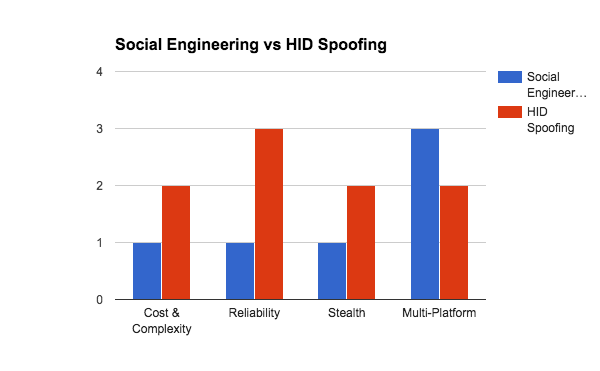 Social Engineering vs HID Spoofing
4
3
2
1
0
Cost &
Complexity
Reliability
Stealth
Multi-Platform
Social
Engineer…
HID
Spoofing